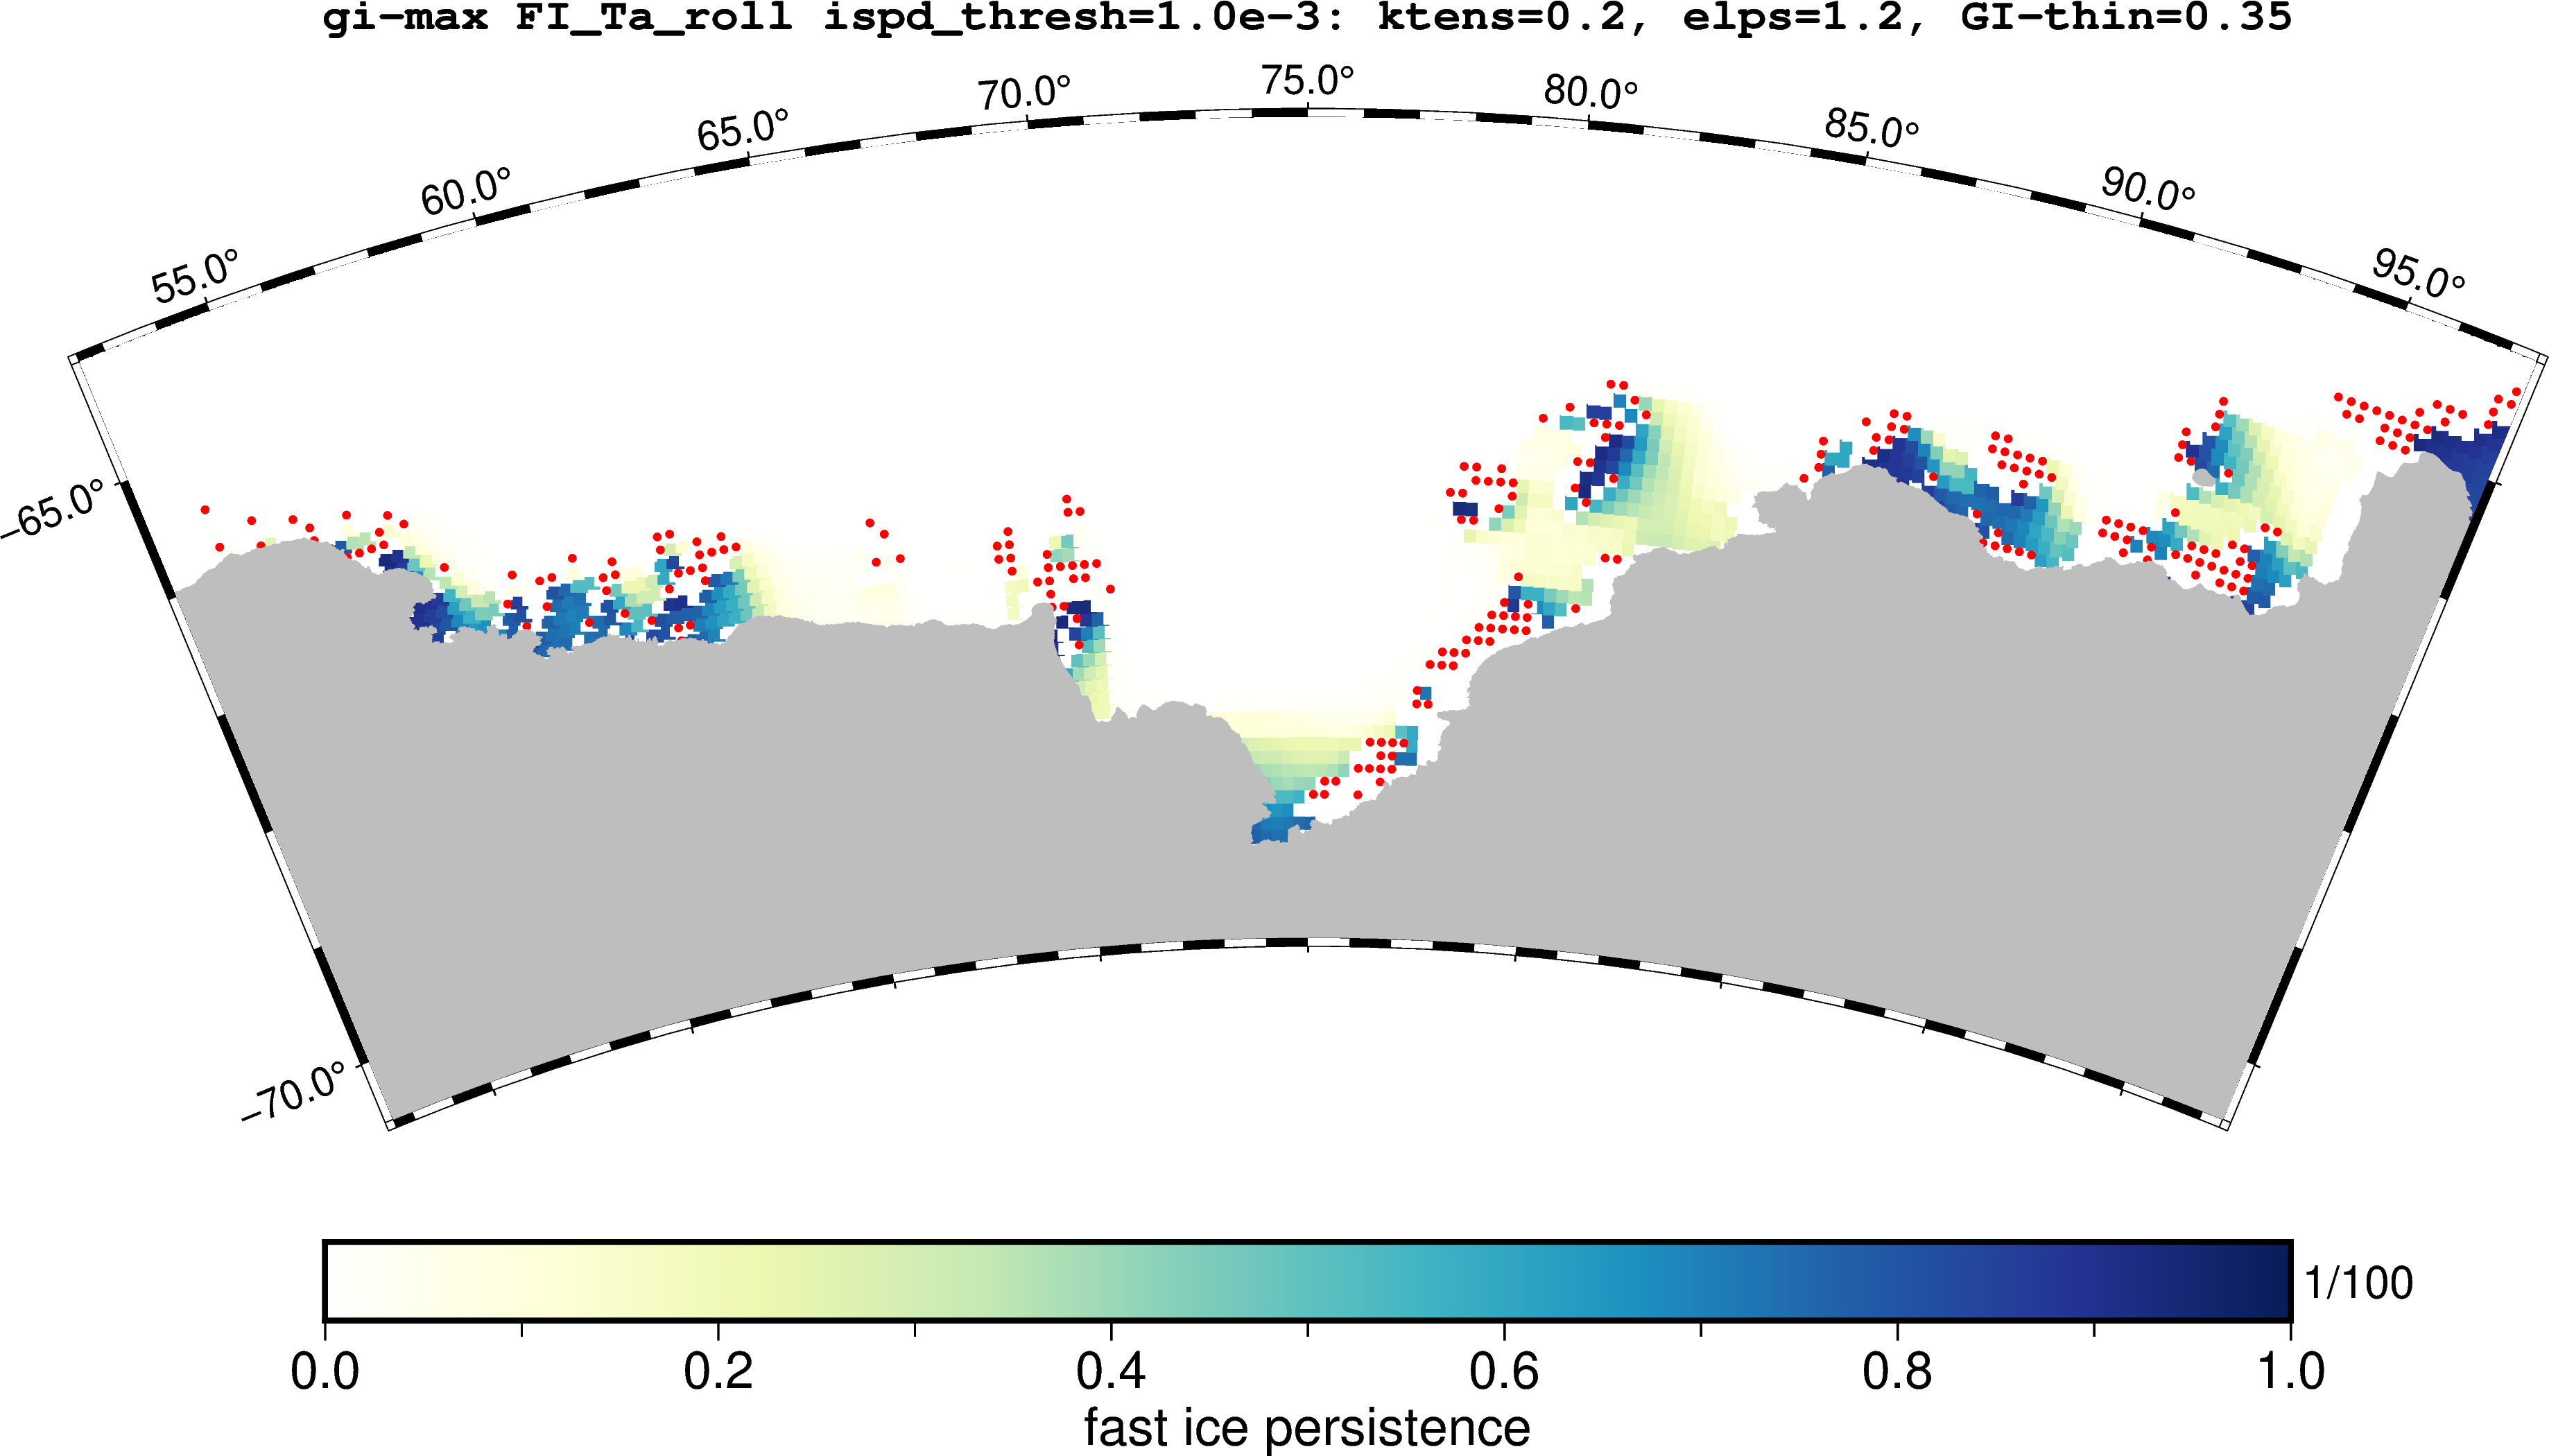 gi-max FI_Ta_roll ispd_thresh=1.0e-3: ktens=0.2, elps=1.2, GI-thin=0.35
55.0° 60.0° 65.0° 70.0° 75.0° 80.0° 85.0° 90.0° 95.0°
-65.0°
-70.0°
1/100
0.0 0.2 0.4 0.6 0.8 1.0
fast ice persistence